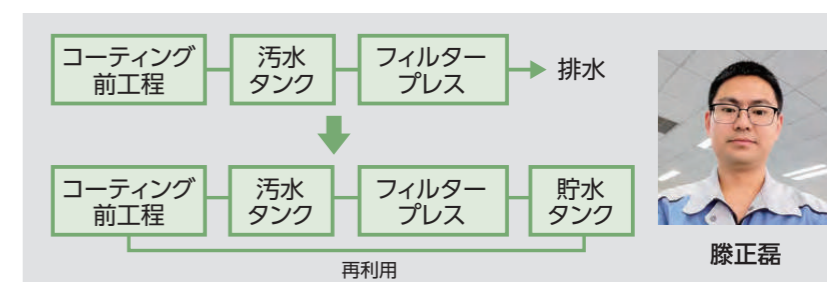 コーティング
前工程
汚水
タンク
フィルター
プレス
排水
コーティング
前工程
汚水
タンク
フィルター
プレス
貯水
タンク
再利用
滕正磊